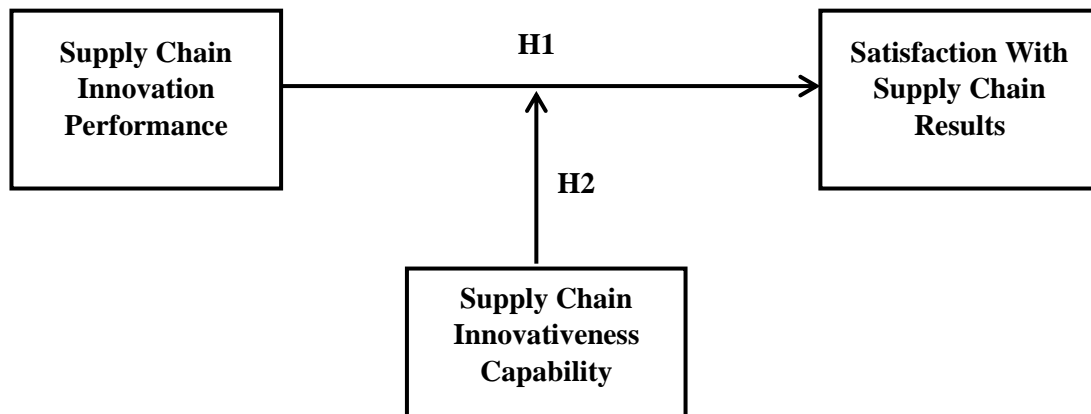 Supply Chain
Innovation
Performance
H1
Satisfaction With
Supply Chain
Results
H2
Supply Chain
Innovativeness
Capability